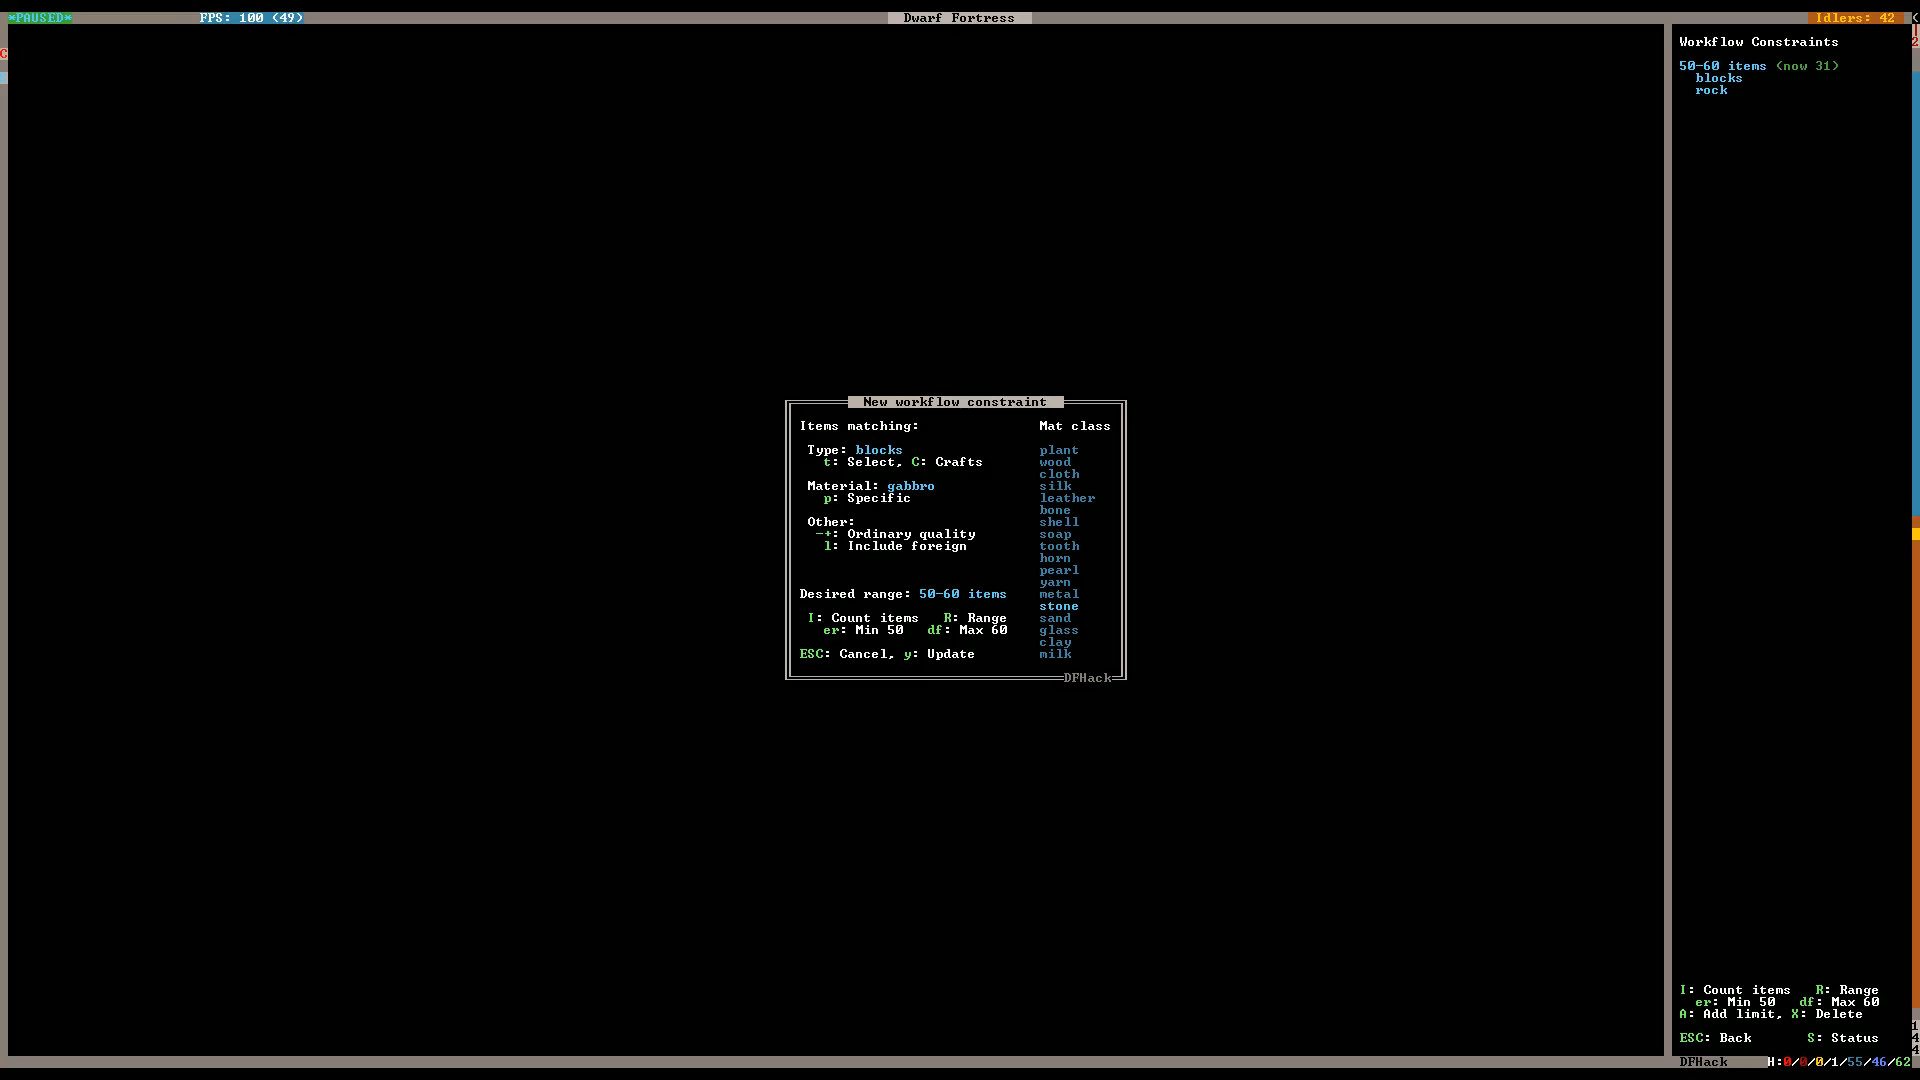 *PAUSED* FPS: 100 (49) Dwarf Fortress Idlers: 42
Workflow Constraints
50-60 items (now 31)
blocks
rock
New workflow constraint
Items matching: Mat class
Type: blocks plant
t: Select, C: Crafts wood
cloth
Material: gabbro silk
p: Specific leather
bone
Other: shell
-+: Ordinary quality soap
l: Include foreign tooth
horn
pearl
yarn
Desired range: 50-60 items metal
stone
I: Count items R: Range sand
er: Min 50 df: Max 60 glass
clay
ESC: Cancel, y: Update milk
DFHack
I: Count items R: Range
er: Min 50 df: Max 60
A: Add limit, X: Delete
ESC: Back S: Status
DFHack H:0/0/0/1/55/46/62